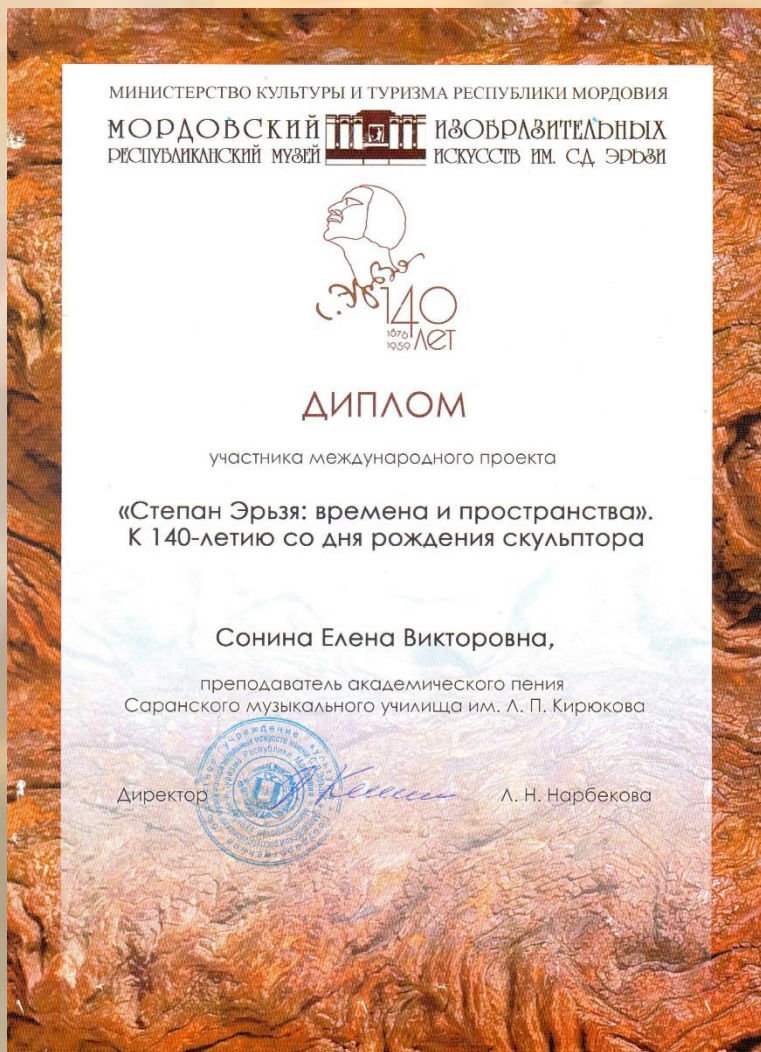 МИНИСТЕРСТВО КУЛЬТУРЫ И ТУРИЗМА РЕСПУБЛИКИ МОРДОВИЯ
МОРДОВСКИЙ ИЗОБРАЗИТЕЛЬНЫХ
РЕСПУБЛИКАНСКИЙ МУЗЕЙ ИСКУССТВ ИМ. С.Д. ЭРЬЗИ
С. Эрьзя
140
1876
1959 ЛЕТ
ДИПЛОМ
участника международного проекта
«Степан Эрьзя: времена и пространства».
К 140-летию со дня рождения скульптора
Сонина Елена Викторовна,
преподаватель академического пения
Саранского музыкального училища им. Л. П. Кирюкова
Директор Л. Н. Нарбекова